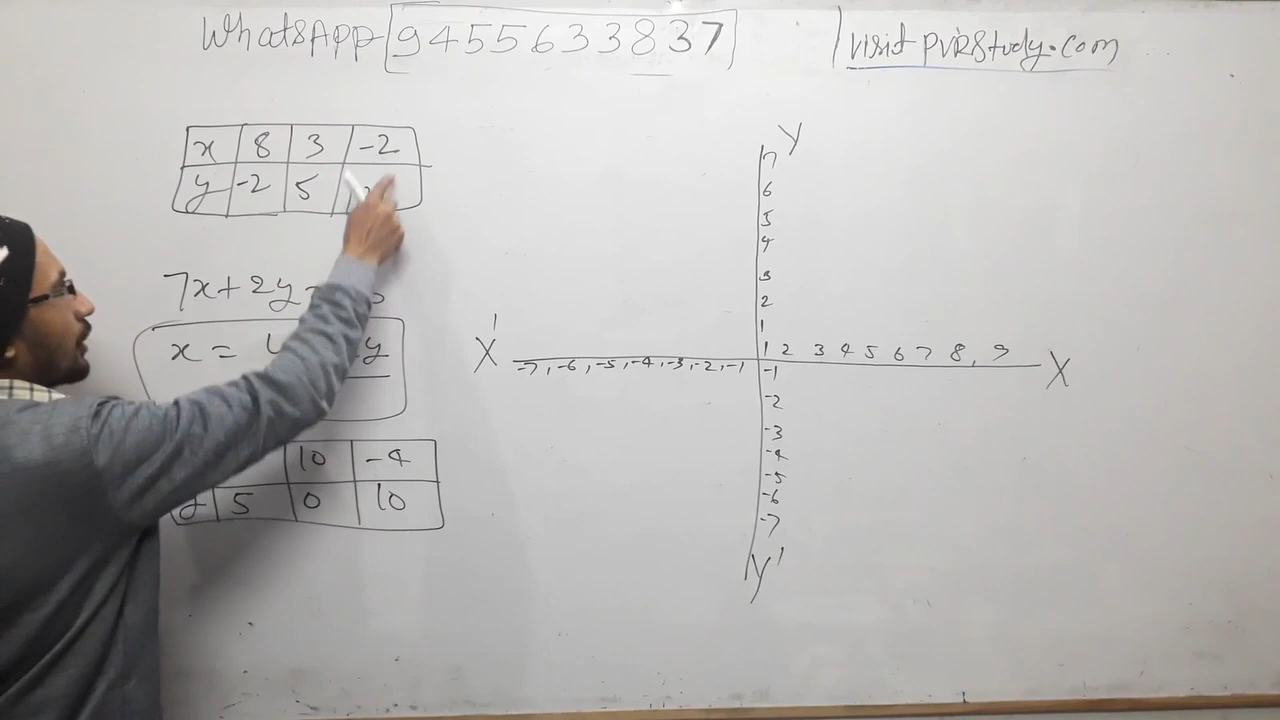 WhatsApp 9455633837
visit pvrstudy.com
x 8 3 -2
y -2 5
7x+2y
x = y
10 -4
y 5 0 10
Y
7
6
5
4
3
2
1
X' -7, -6, -5, -4, -3, -2, -1 1 2 3 4 5 6 7 8, 9 X
-1
-2
-3
-4
-5
-6
-7
Y'